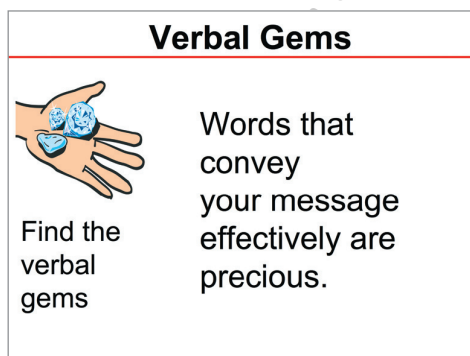 Verbal Gems
Find the
verbal
gems
Words that
convey
your message
effectively are
precious.